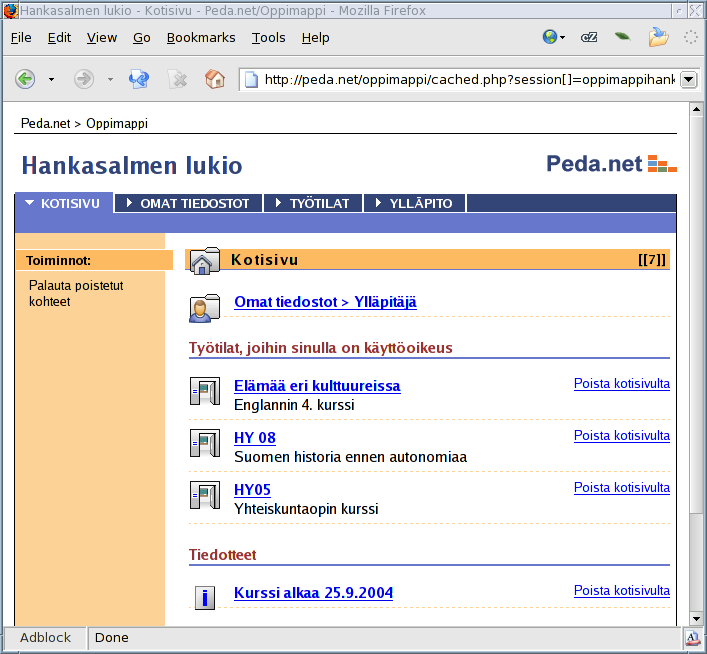 Hankasalmen lukio - Kotisivu - Peda.net/Oppimappi - Mozilla Firefox
File Edit View Go Bookmarks Tools Help
http://peda.net/oppimappi/cached.php?session[]=oppimappihank
Peda.net > Oppimappi
Hankasalmen lukio
Peda.net
KOTISIVU OMAT TIEDOSTOT TYÖTILAT YLLÄPITO
Toiminnot:
Palauta poistetut
kohteet
Kotisivu [[7]]
Omat tiedostot > Ylläpitäjä
Työtilat, joihin sinulla on käyttöoikeus
Elämää eri kulttuureissa Poista kotisivulta
Englannin 4. kurssi
HY 08 Poista kotisivulta
Suomen historia ennen autonomiaa
HY05 Poista kotisivulta
Yhteiskuntaopin kurssi
Tiedotteet
Kurssi alkaa 25.9.2004 Poista kotisivulta
Adblock Done